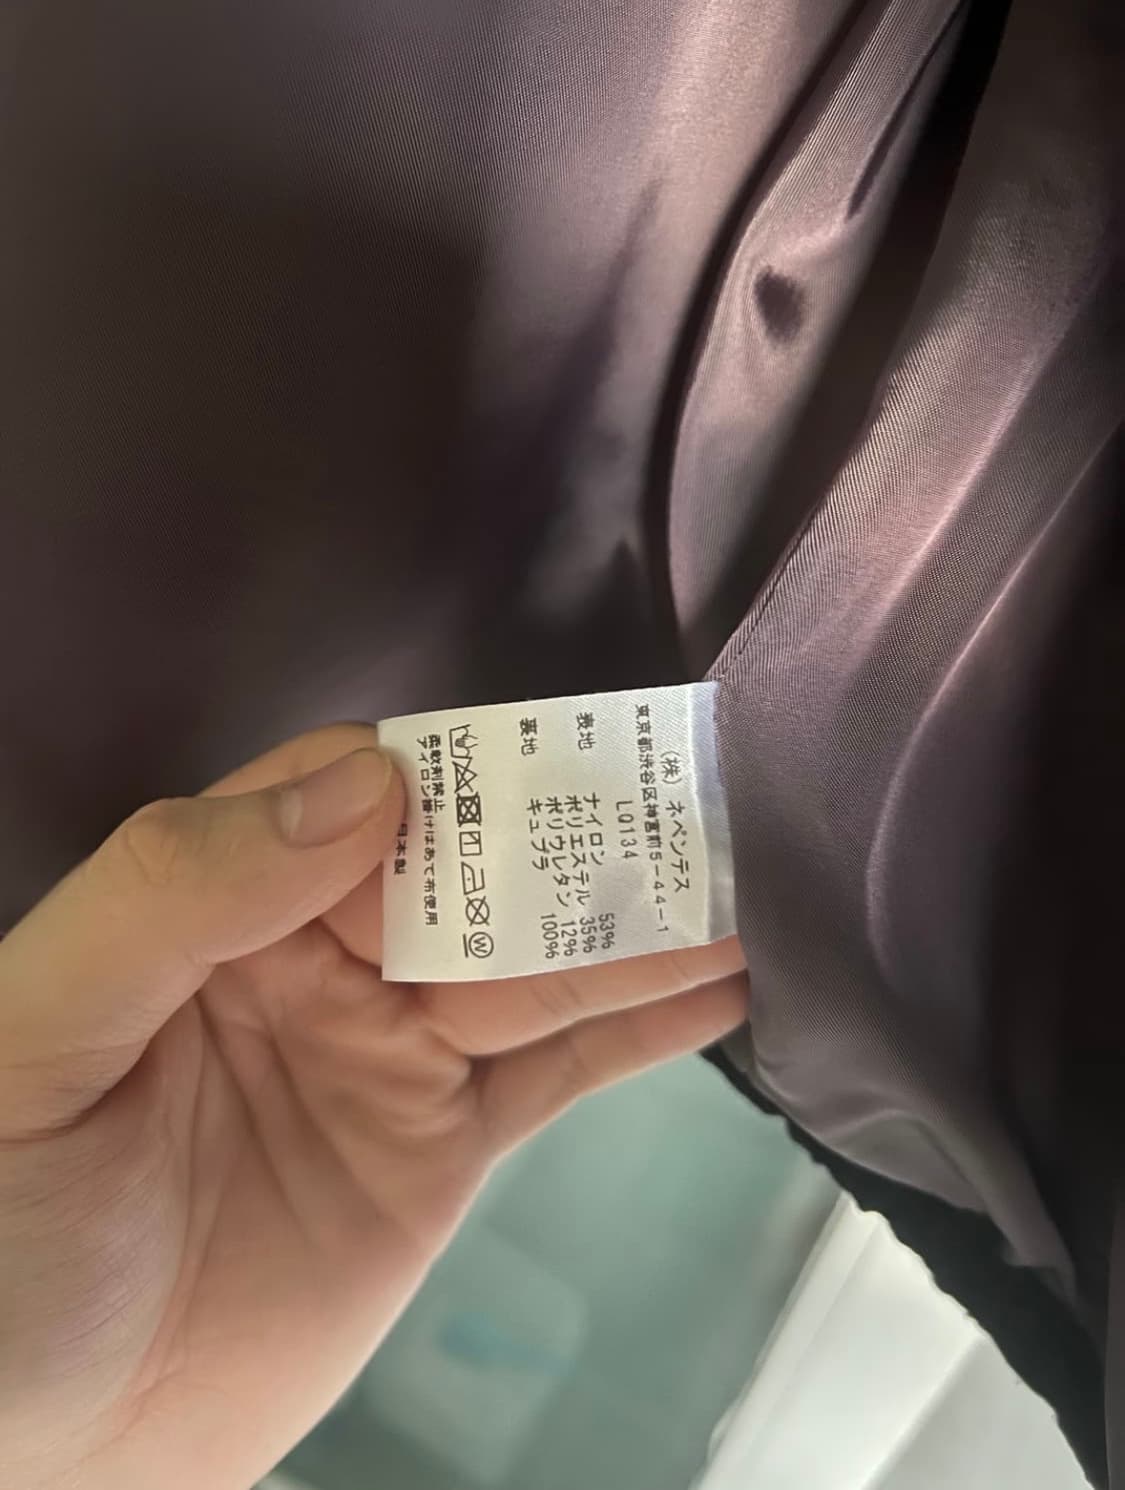 (株) ネペンテス
東京都渋谷区神宮前5-44-1
LQ134
表地 ナイロン 53%
ポリエステル 35%
ポリウレタン 12%
裏地 キュプラ 100%
W
柔軟剤禁止
アイロン掛けはあて布使用
日本製